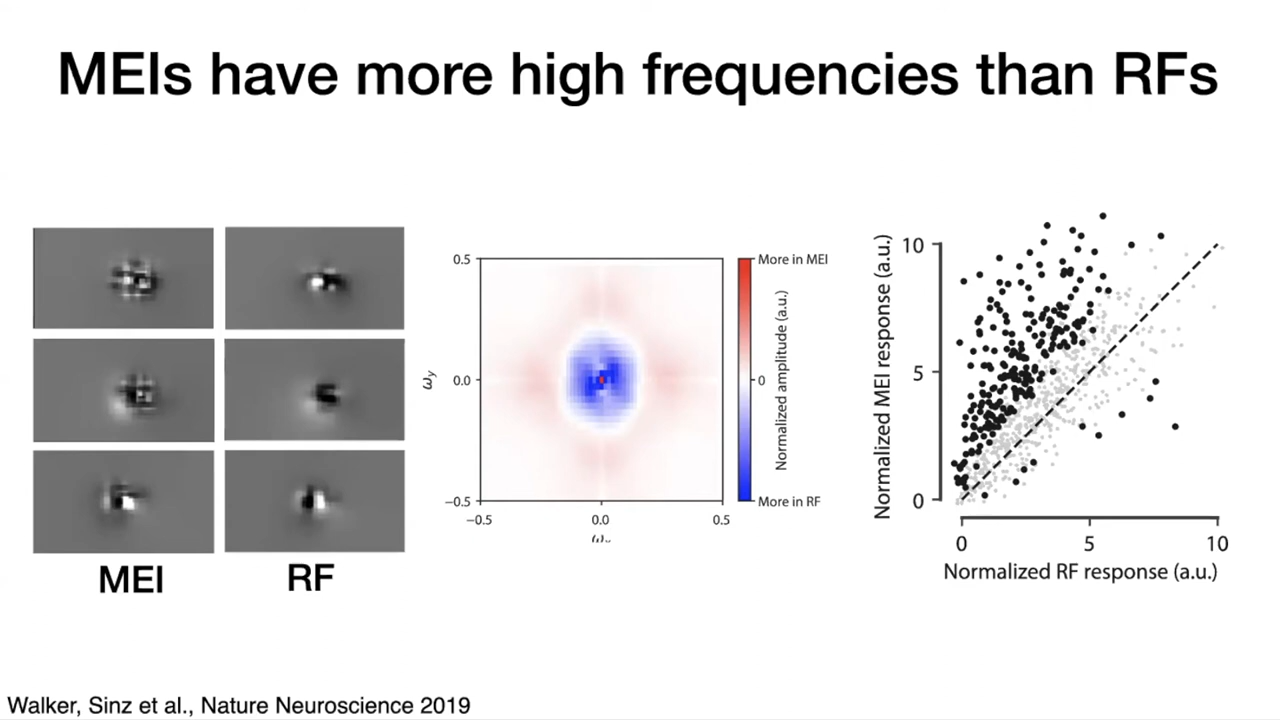 MEIs have more high frequencies than RFs
MEI
RF
0.5
0.0
−0.5
ωy
−0.5
0.0
0.5
More in MEI
0
More in RF
Normalized amplitude (a.u.)
Normalized MEI response (a.u.)
10
5
0
0
5
10
Normalized RF response (a.u.)
Walker, Sinz et al., Nature Neuroscience 2019